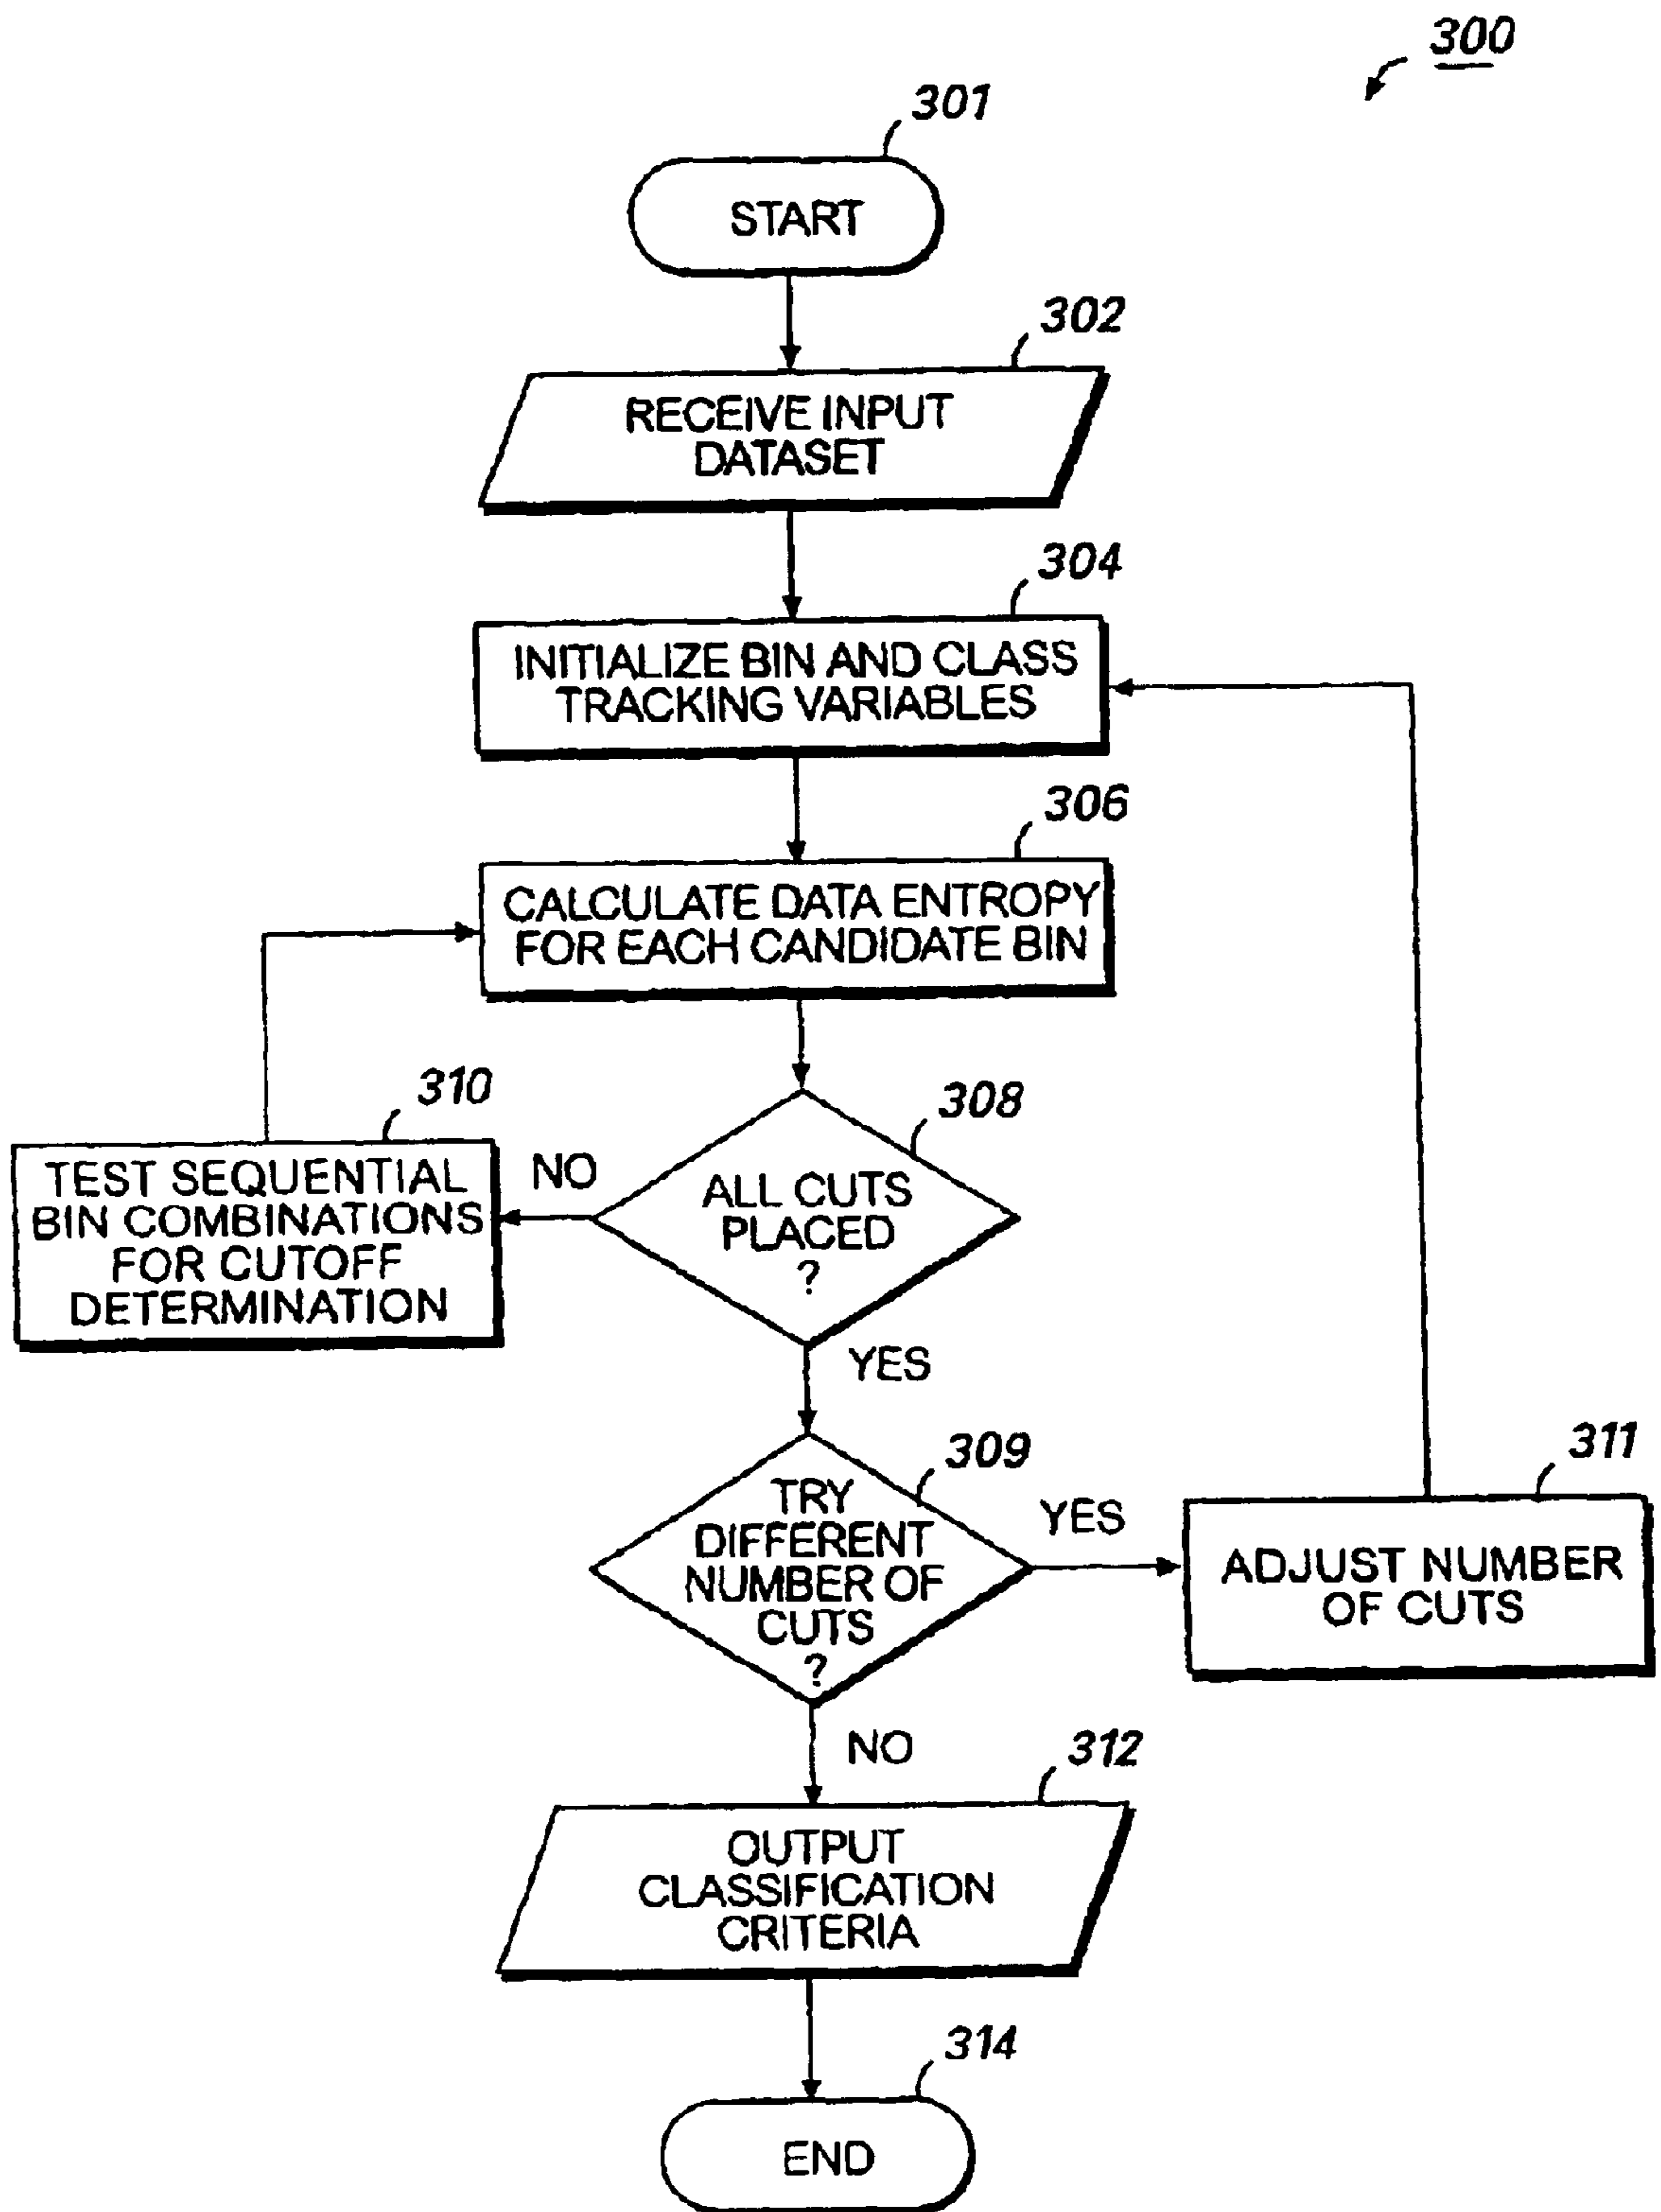 300
301
START
302
RECEIVE INPUT
DATASET
304
INITIALIZE BIN AND CLASS
TRACKING VARIABLES
306
CALCULATE DATA ENTROPY
FOR EACH CANDIDATE BIN
310
TEST SEQUENTIAL
BIN COMBINATIONS
FOR CUTOFF
DETERMINATION
NO
308
ALL CUTS
PLACED
?
YES
309
TRY
DIFFERENT
NUMBER OF
CUTS
?
YES
311
ADJUST NUMBER
OF CUTS
NO
312
OUTPUT
CLASSIFICATION
CRITERIA
314
END